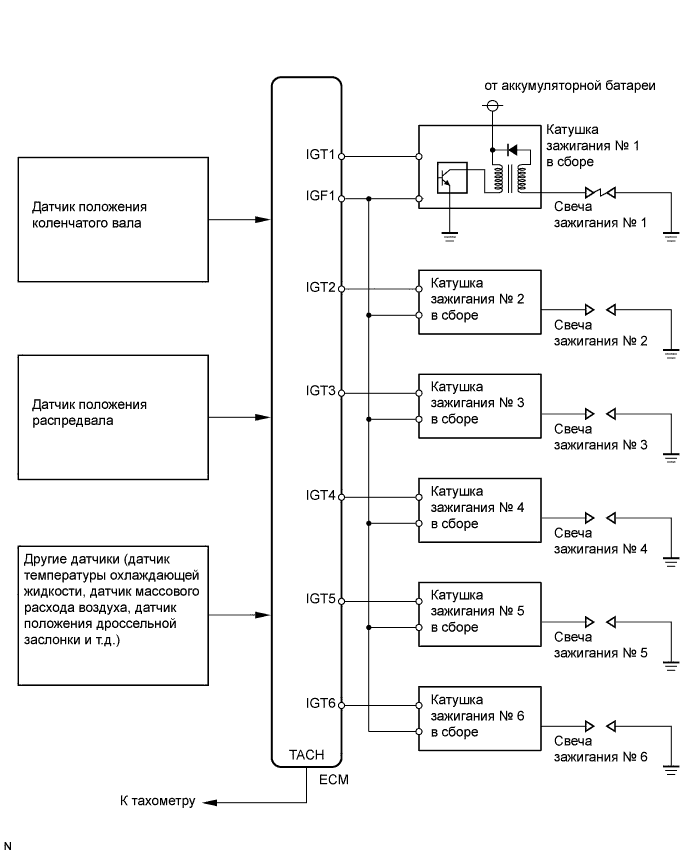 от аккумуляторной батареи
Катушка
зажигания № 1
в сборе
IGT1
IGF1
Датчик положения
коленчатого вала
Свеча
зажигания № 1
IGT2
Катушка
зажигания № 2
в сборе
Свеча
зажигания № 2
IGT3
Катушка
зажигания № 3
в сборе
Датчик положения
распредвала
Свеча
зажигания № 3
IGT4
Катушка
зажигания № 4
в сборе
Свеча
зажигания № 4
Другие датчики (датчик
температуры охлаждающей
жидкости, датчик массового
расхода воздуха, датчик
положения дроссельной
заслонки и т.д.)
IGT5
Катушка
зажигания № 5
в сборе
Свеча
зажигания № 5
IGT6
Катушка
зажигания № 6
в сборе
Свеча
зажигания № 6
TACH
ECM
К тахометру
N